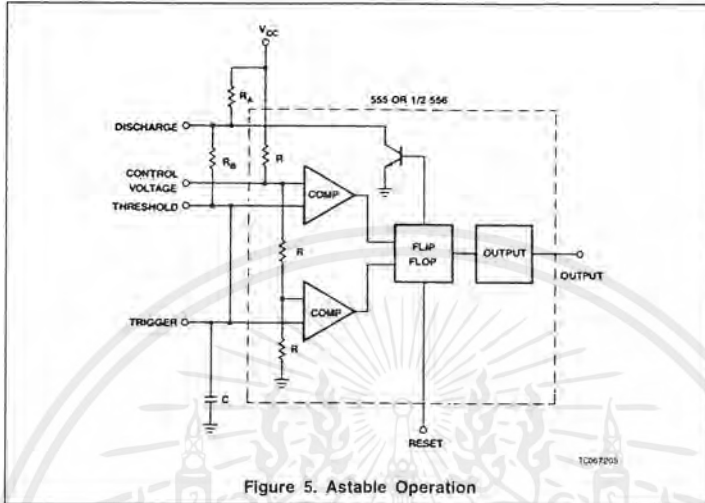 VCC
RA
555 OR 1/2 556
DISCHARGE
RB
R
CONTROL
VOLTAGE
COMP
THRESHOLD
R
FLIP
FLOP
OUTPUT
OUTPUT
COMP
TRIGGER
R
C
RESET
TC06720S
Figure 5. Astable Operation